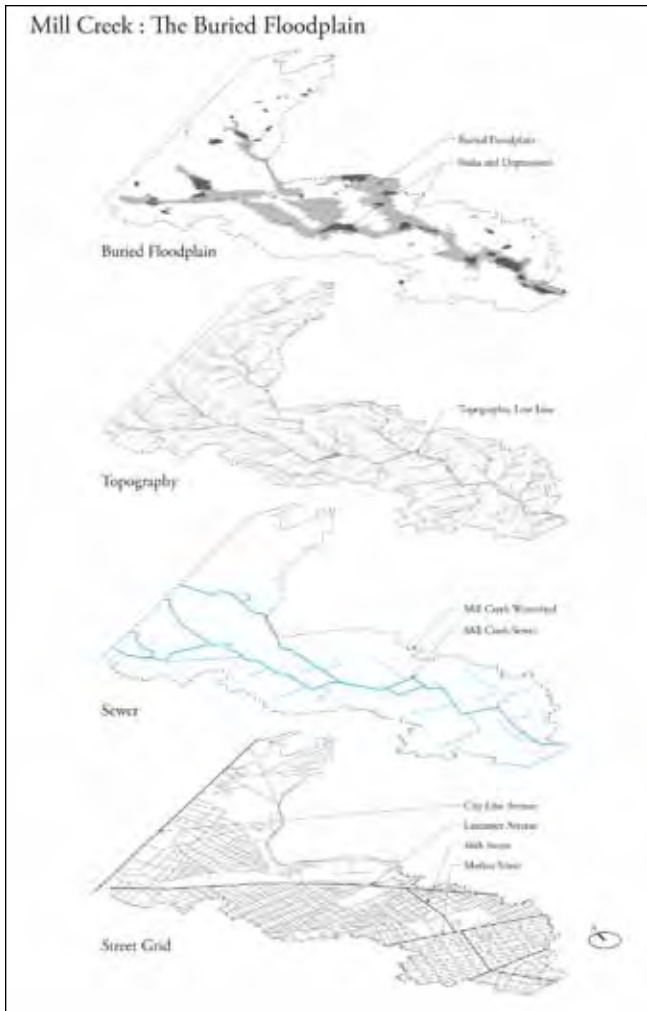 Mill Creek : The Buried Floodplain
Buried Floodplain
Sinks and Depressions
Buried Floodplain
Topography, Low Line
Topography
Mill Creek Watershed
Mill Creek Sewer
Sewer
City Line Avenue
Lancaster Avenue
Market Street
Street Grid